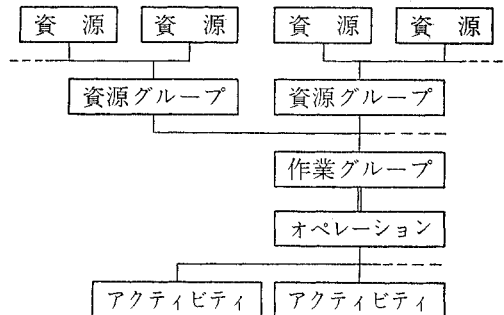 資源 資源 資源 資源
資源グループ 資源グループ
作業グループ
オペレーション
アクティビティ アクティビティ